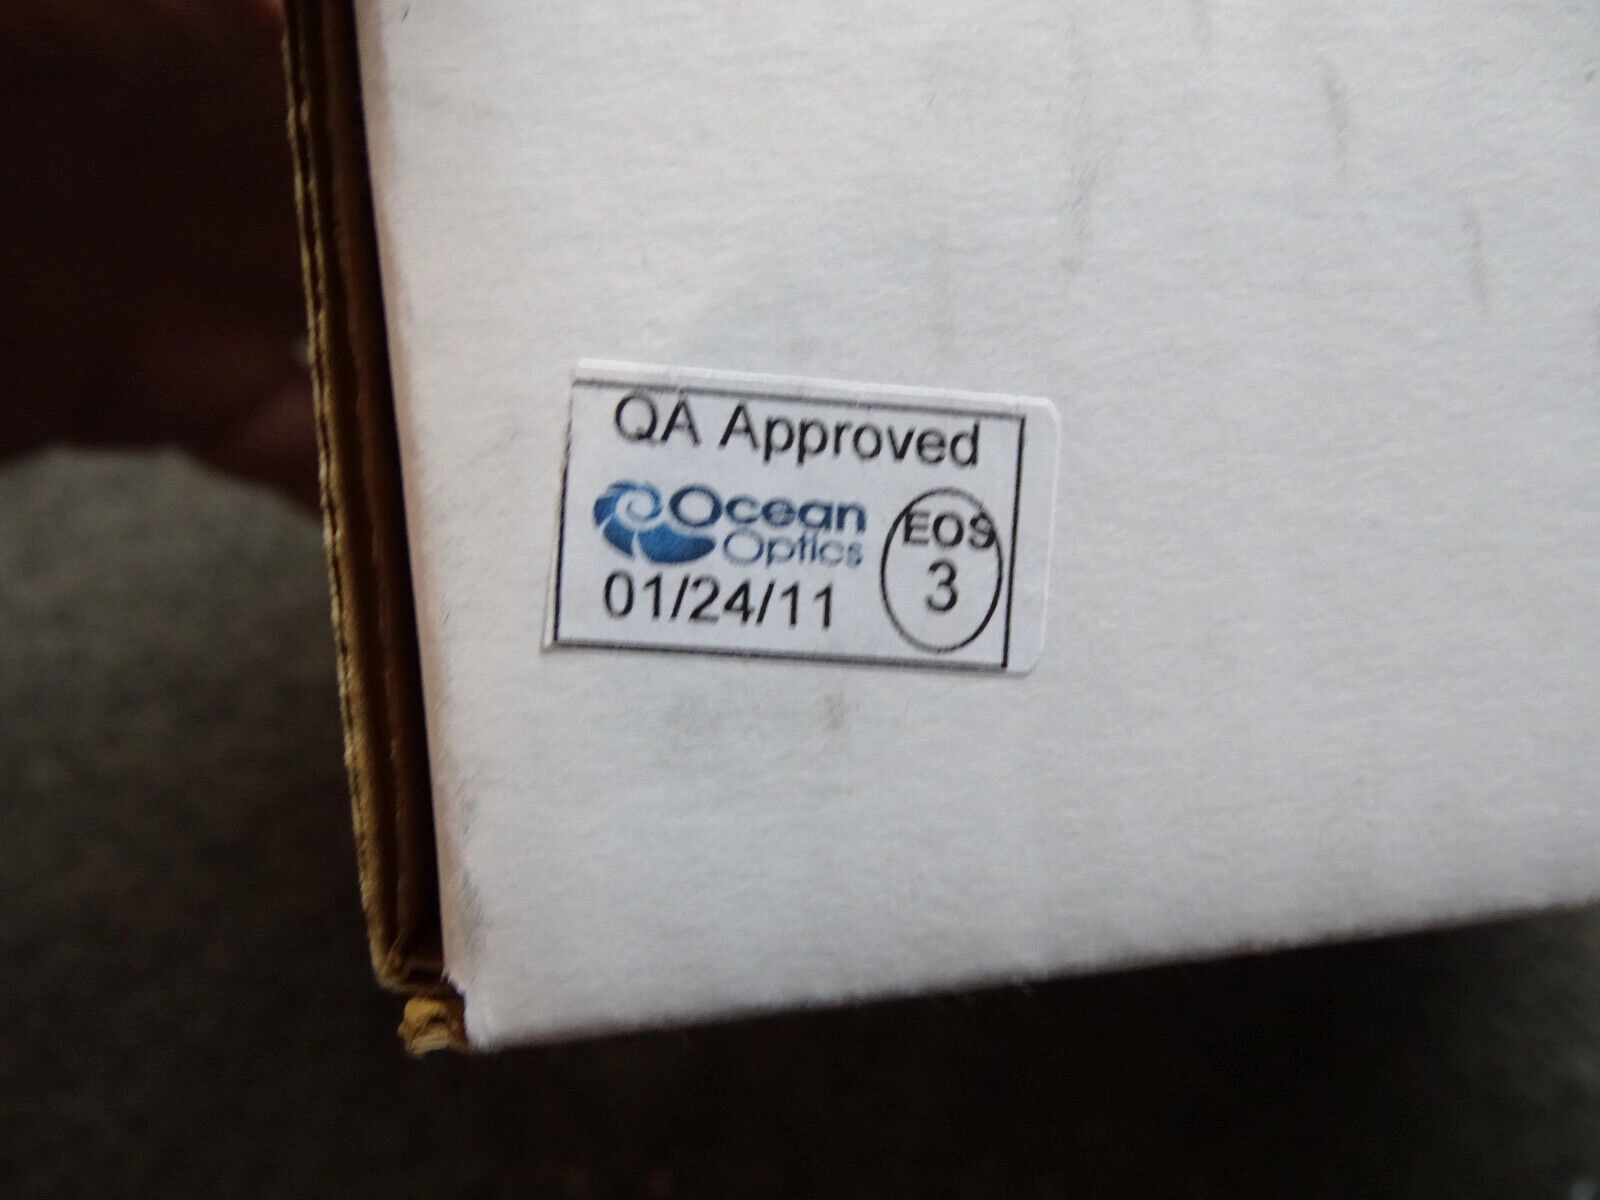 QA Approved
Ocean
Optics
01/24/11
EOS
3